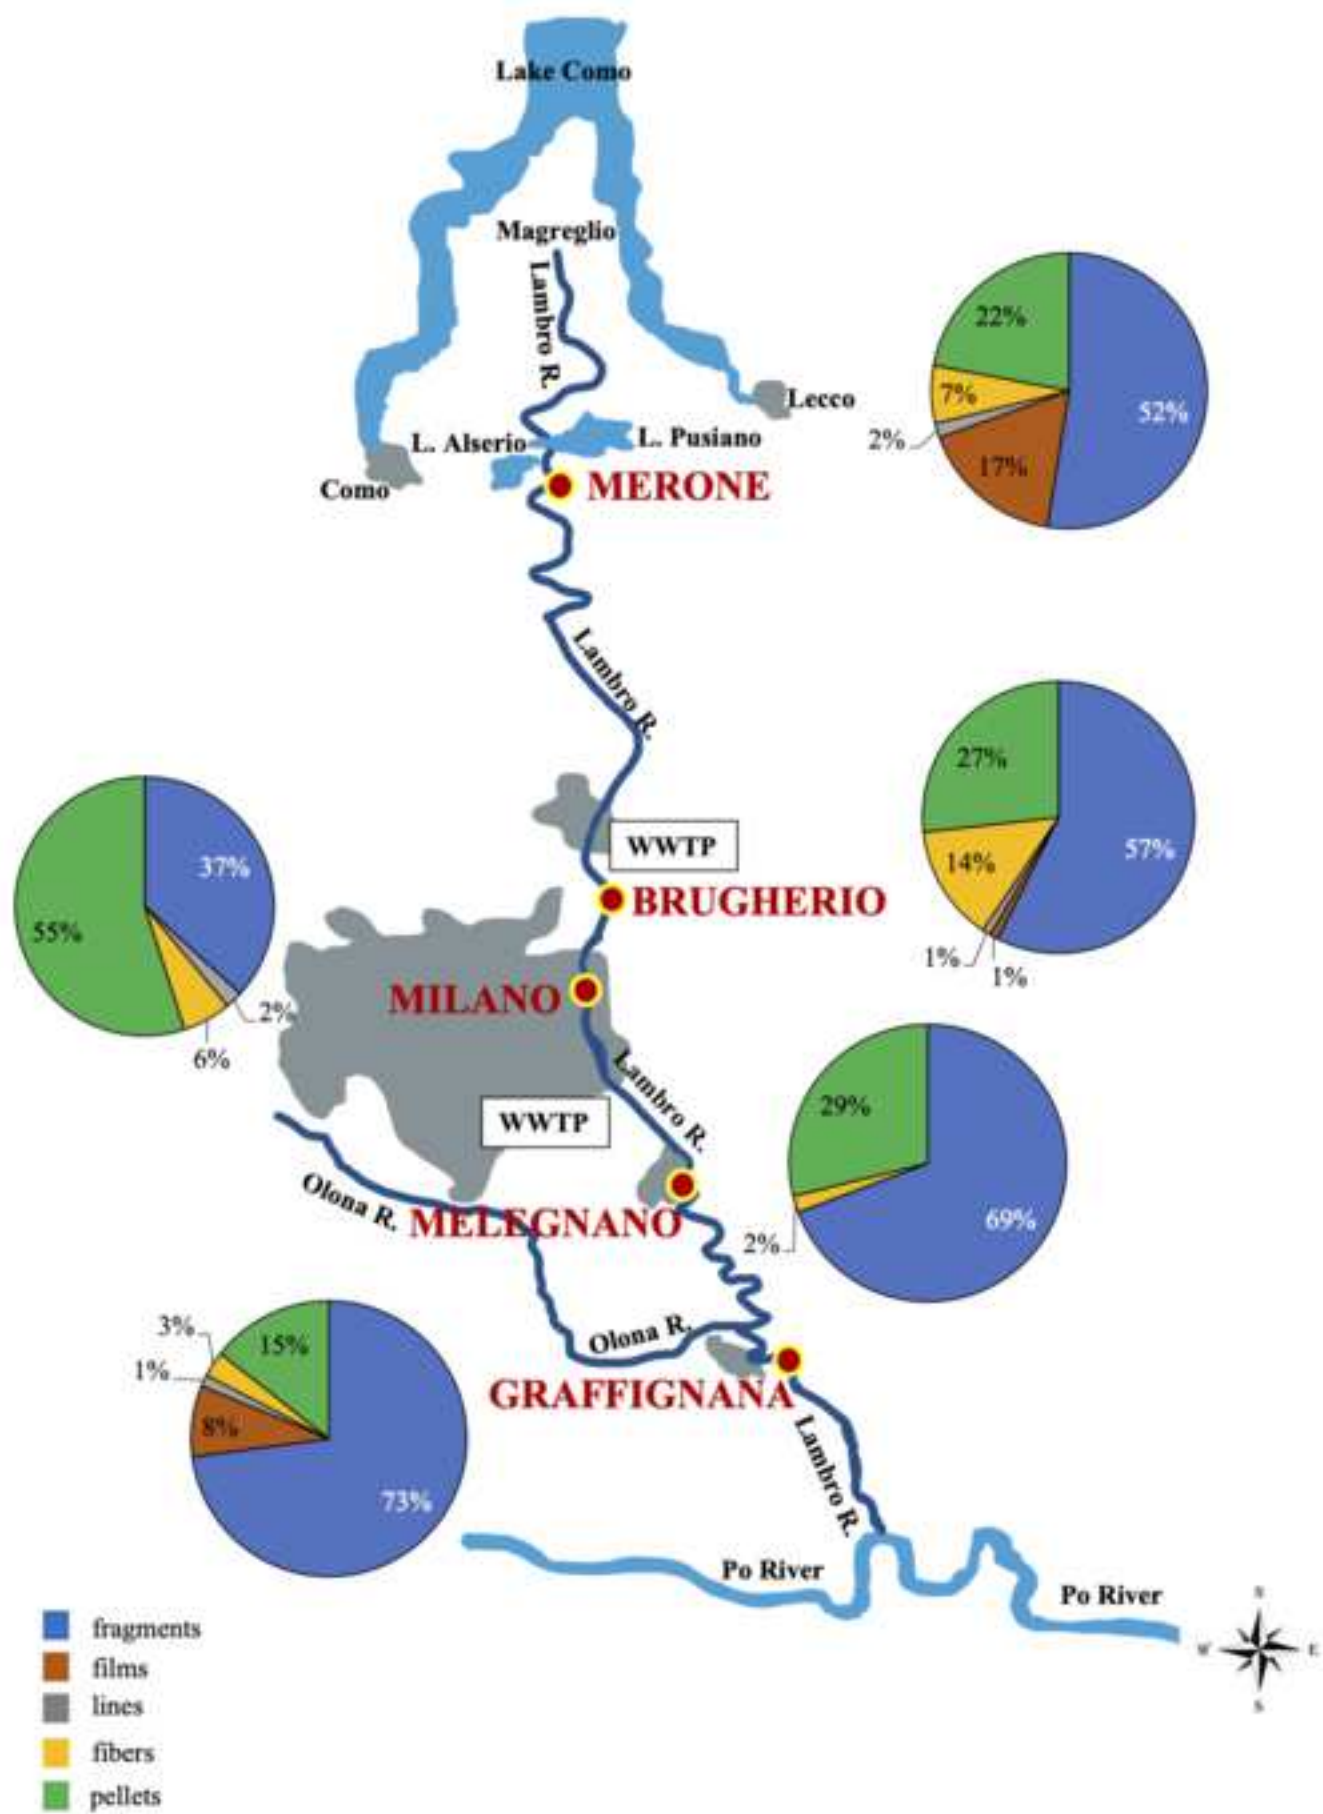 Lake Como
Magreglio
Lambro R.
22%
7%
52%
2%
17%
Lecco
L. Alserio
L. Pusiano
Como
MERONE
Lambro R.
27%
14%
57%
1%
1%
WWTP
BRUGHERIO
37%
55%
2%
6%
MILANO
Lambro R.
WWTP
29%
69%
2%
Olona R.
MELEGNANO
3%
15%
1%
8%
73%
Olona R.
GRAFFIGNANA
Lambro R.
Po River
Po River
N
W
E
S
fragments
films
lines
fibers
pellets